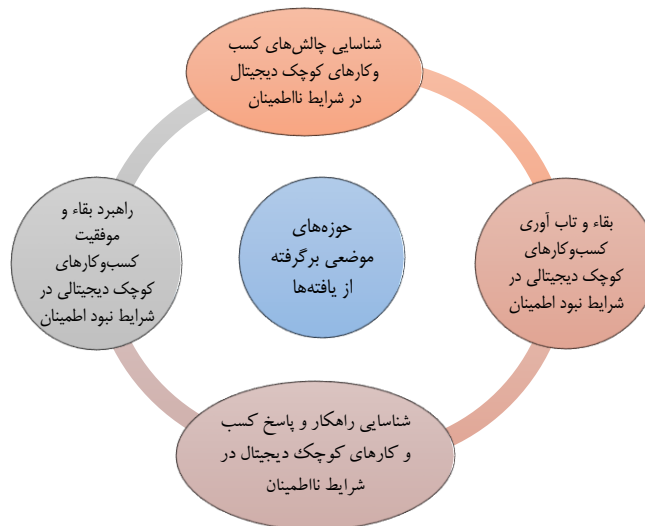 شناسایی چالش‌های کسب
وکارهای کوچک دیجیتال
در شرایط نااطمینان
بقاء و تاب آوری
کسب‌وکارهای
کوچک دیجیتالی در
شرایط نبود اطمینان
حوزه‌های
موضعی برگرفته
از یافته‌ها
راهبرد بقاء و
موفقیت
کسب‌وکارهای
کوچک دیجیتالی در
شرایط نبود اطمینان
شناسایی راهکار و پاسخ کسب
و کارهای کوچک دیجیتال در
شرایط نااطمینان